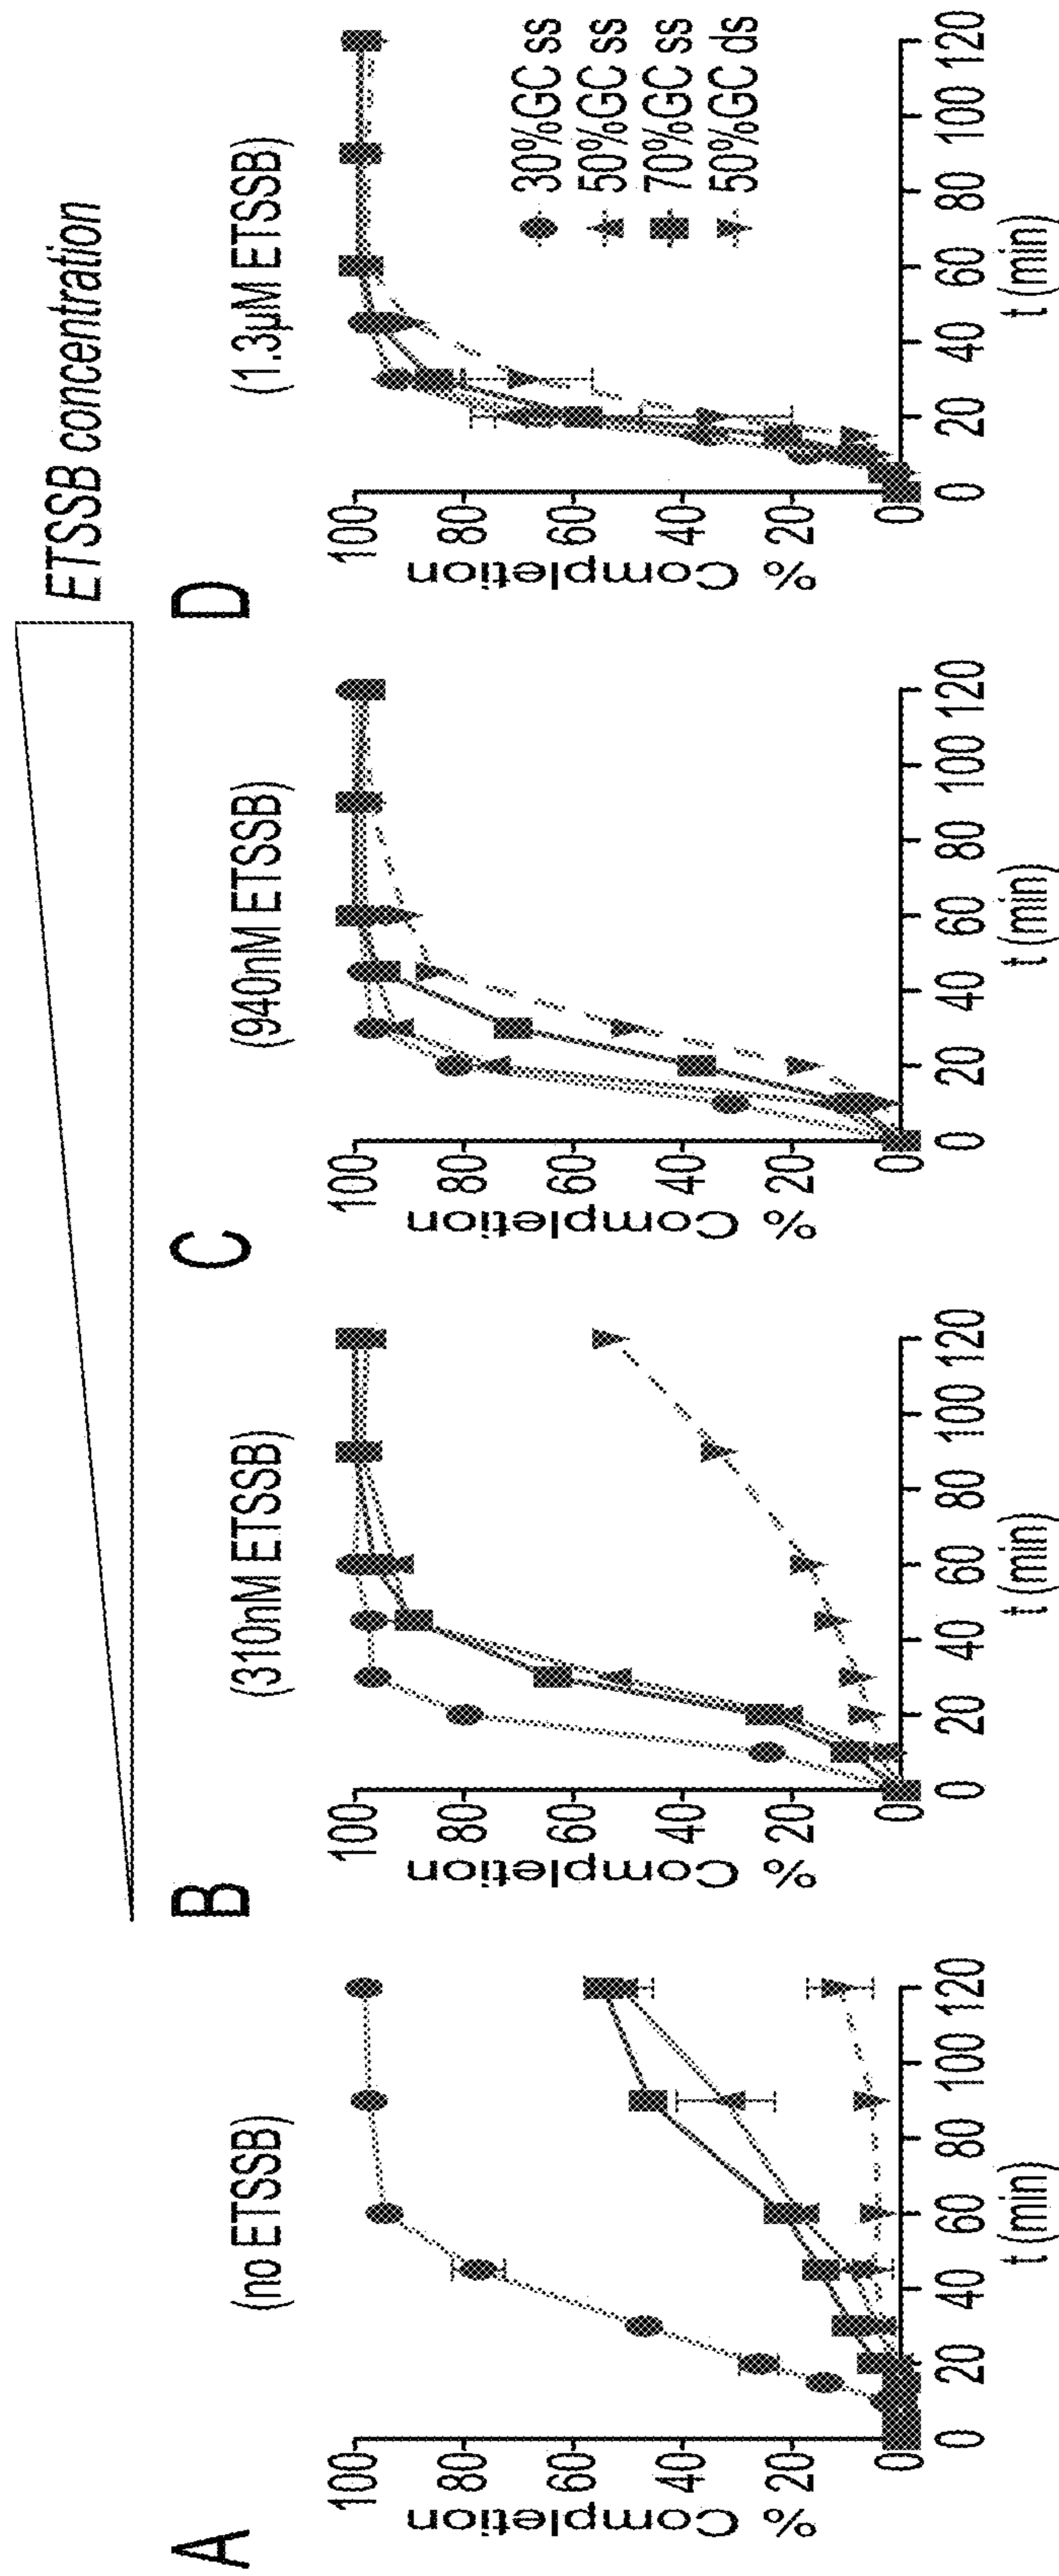 ETSSB concentration
A
(no ETSSB)
% Completion
100
80
60
40
20
0
0 20 40 60 80 100 120
t (min)
B
(310nM ETSSB)
% Completion
100
80
60
40
20
0
0 20 40 60 80 100 120
t (min)
C
(940nM ETSSB)
% Completion
100
80
60
40
20
0
0 20 40 60 80 100 120
t (min)
D
(1.3µM ETSSB)
% Completion
100
80
60
40
20
0
0 20 40 60 80 100 120
t (min)
30%GC ss
50%GC ss
70%GC ss
50%GC ds